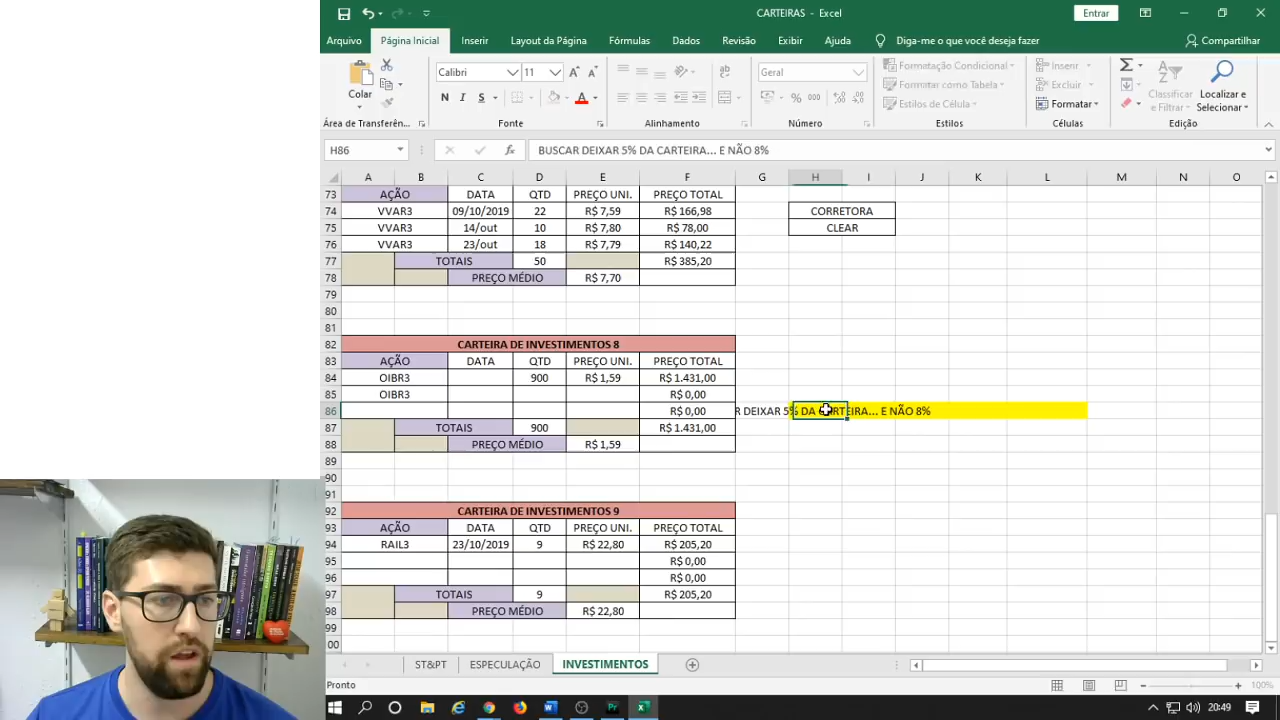 CARTEIRAS - Excel
Entrar
Arquivo Página Inicial Inserir Layout da Página Fórmulas Dados Revisão Exibir Ajuda Diga-me o que você deseja fazer Compartilhar
Colar
Calibri 11
N I S
Geral
% 000
Formatação Condicional
Formatar como Tabela
Estilos de Célula
Inserir
Excluir
Formatar
Classificar e Filtrar
Localizar e Selecionar
Área de Transferên... Fonte Alinhamento Número Estilos Células Edição
H86 fx BUSCAR DEIXAR 5% DA CARTEIRA... E NÃO 8%
A B C D E F G H I J K L M N O
73 AÇÃO DATA QTD PREÇO UNI. PREÇO TOTAL
74 VVAR3 09/10/2019 22 R$ 7,59 R$ 166,98 CORRETORA
75 VVAR3 14/out 10 R$ 7,80 R$ 78,00 CLEAR
76 VVAR3 23/out 18 R$ 7,79 R$ 140,22
77 TOTAIS 50 R$ 385,20
78 PREÇO MÉDIO R$ 7,70
79
80
81
82 CARTEIRA DE INVESTIMENTOS 8
83 AÇÃO DATA QTD PREÇO UNI. PREÇO TOTAL
84 OIBR3 900 R$ 1,59 R$ 1.431,00
85 OIBR3 R$ 0,00
86 R$ 0,00 R DEIXAR 5% DA CARTEIRA... E NÃO 8%
87 TOTAIS 900 R$ 1.431,00
88 PREÇO MÉDIO R$ 1,59
89
90
91
92 CARTEIRA DE INVESTIMENTOS 9
93 AÇÃO DATA QTD PREÇO UNI. PREÇO TOTAL
94 RAIL3 23/10/2019 9 R$ 22,80 R$ 205,20
95 R$ 0,00
96 R$ 0,00
97 TOTAIS 9 R$ 205,20
98 PREÇO MÉDIO R$ 22,80
99
00
ST&PT ESPECULAÇÃO INVESTIMENTOS
Pronto
100%
20:49